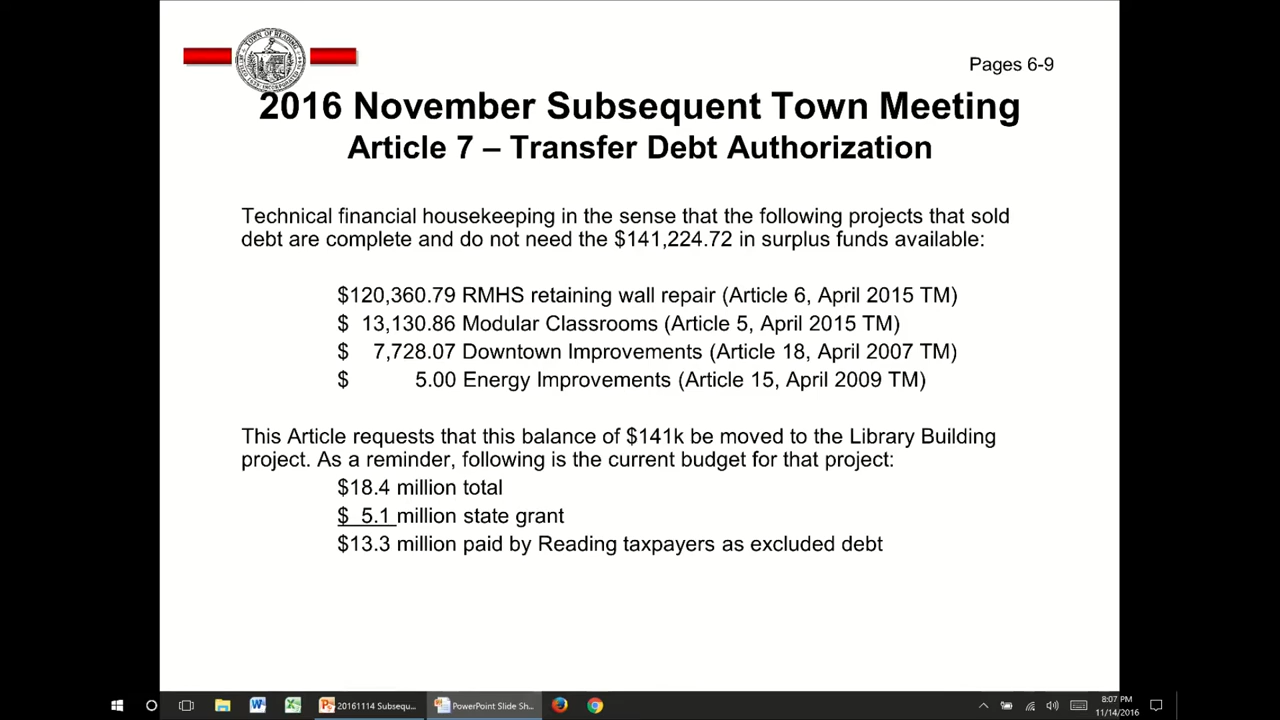 TOWN OF READING
Pages 6-9
2016 November Subsequent Town Meeting
Article 7 – Transfer Debt Authorization
Technical financial housekeeping in the sense that the following projects that sold
debt are complete and do not need the $141,224.72 in surplus funds available:
$120,360.79 RMHS retaining wall repair (Article 6, April 2015 TM)
$ 13,130.86 Modular Classrooms (Article 5, April 2015 TM)
$ 7,728.07 Downtown Improvements (Article 18, April 2007 TM)
$ 5.00 Energy Improvements (Article 15, April 2009 TM)
This Article requests that this balance of $141k be moved to the Library Building
project. As a reminder, following is the current budget for that project:
$18.4 million total
$ 5.1 million state grant
$13.3 million paid by Reading taxpayers as excluded debt
20161114 Subsequ...
PowerPoint Slide Sh...
8:07 PM
11/14/2016